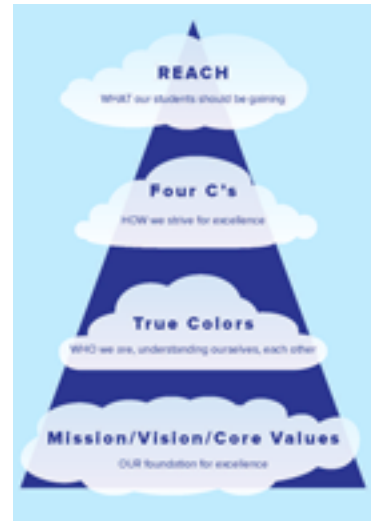 REACH
WHAT our students should be gaining
Four C's
HOW we strive for excellence
True Colors
WHO we are, understanding ourselves, each other
Mission/Vision/Core Values
OUR foundation for excellence